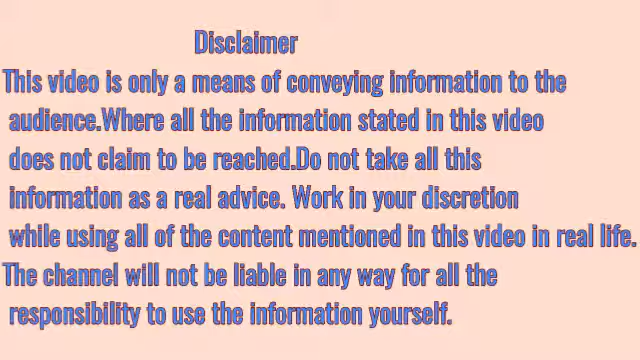 Disclaimer
This video is only a means of conveying information to the
audience.Where all the information stated in this video
does not claim to be reached.Do not take all this
information as a real advice. Work in your discretion
while using all of the content mentioned in this video in real life.
The channel will not be liable in any way for all the
responsibility to use the information yourself.